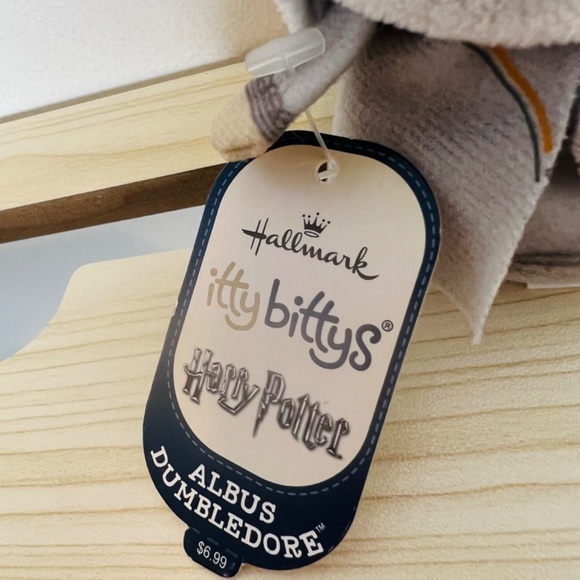 Hallmark
itty bittys®
Harry Potter
ALBUS
DUMBLEDORE™
$6.99